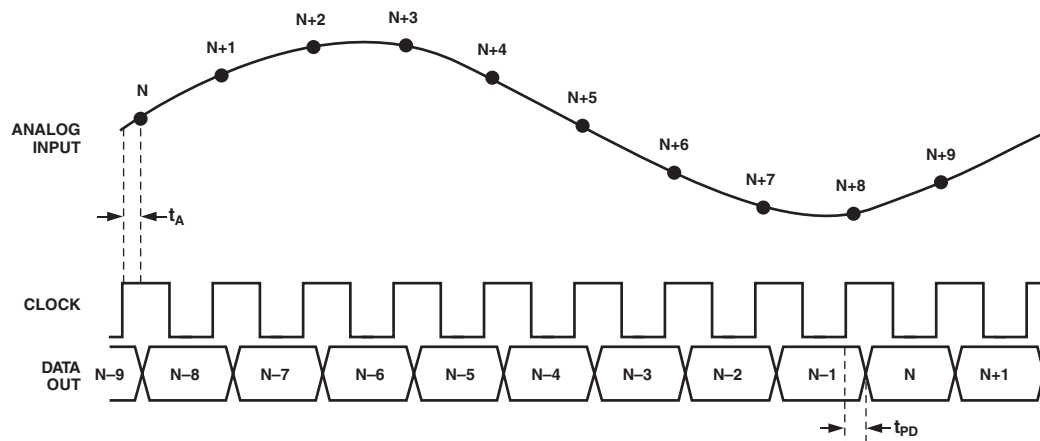 N
N+1
N+2
N+3
N+4
N+5
N+6
N+7
N+8
N+9
ANALOG
INPUT
tA
CLOCK
DATA
OUT
N–9
N–8
N–7
N–6
N–5
N–4
N–3
N–2
N–1
N
N+1
tPD